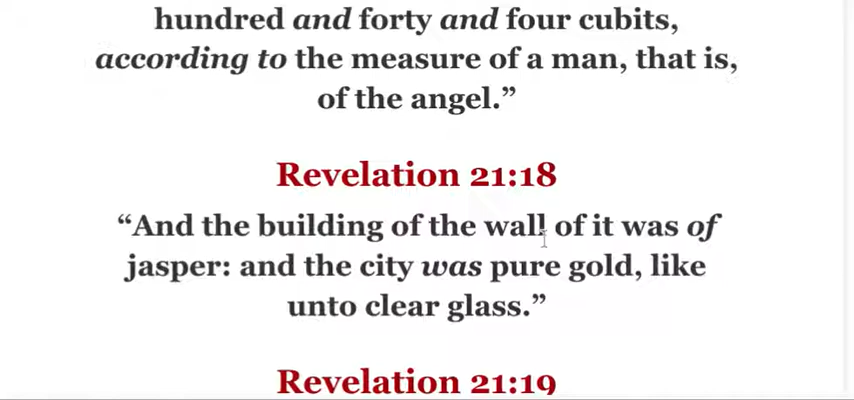 hundred and forty and four cubits,
according to the measure of a man, that is,
of the angel.”
Revelation 21:18
“And the building of the wall of it was of
jasper: and the city was pure gold, like
unto clear glass.”
Revelation 21:19